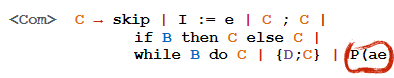 <Com> C → skip | I := e | C ; C |
if B then C else C |
while B do C | {D;C} | P(ae